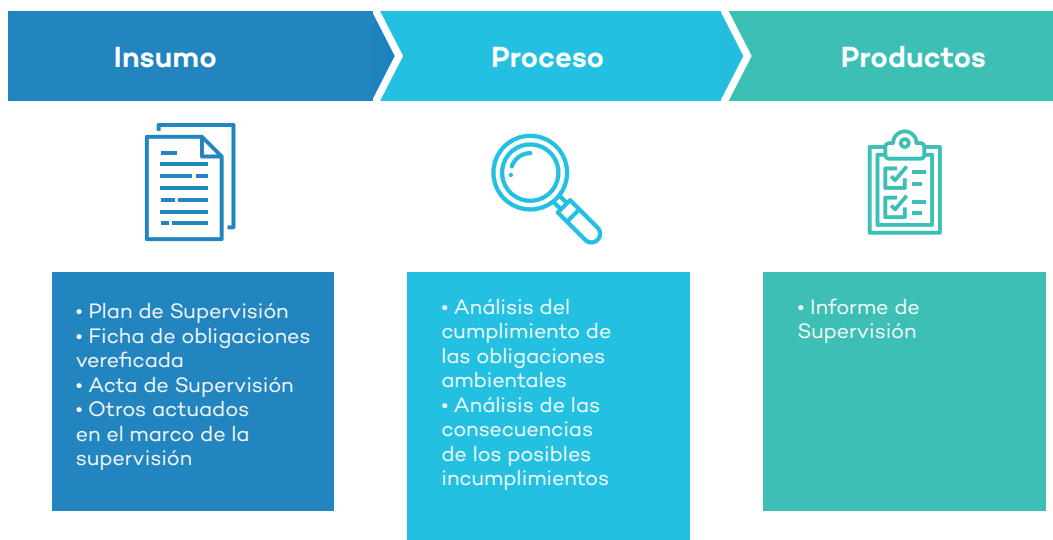 Insumo
Proceso
Productos
• Plan de Supervisión
• Ficha de obligaciones
vereficada
• Acta de Supervisión
• Otros actuados
en el marco de la
supervisión
• Análisis del
cumplimiento de
las obligaciones
ambientales
• Análisis de las
consecuencias
de los posibles
incumplimientos
• Informe de
Supervisión